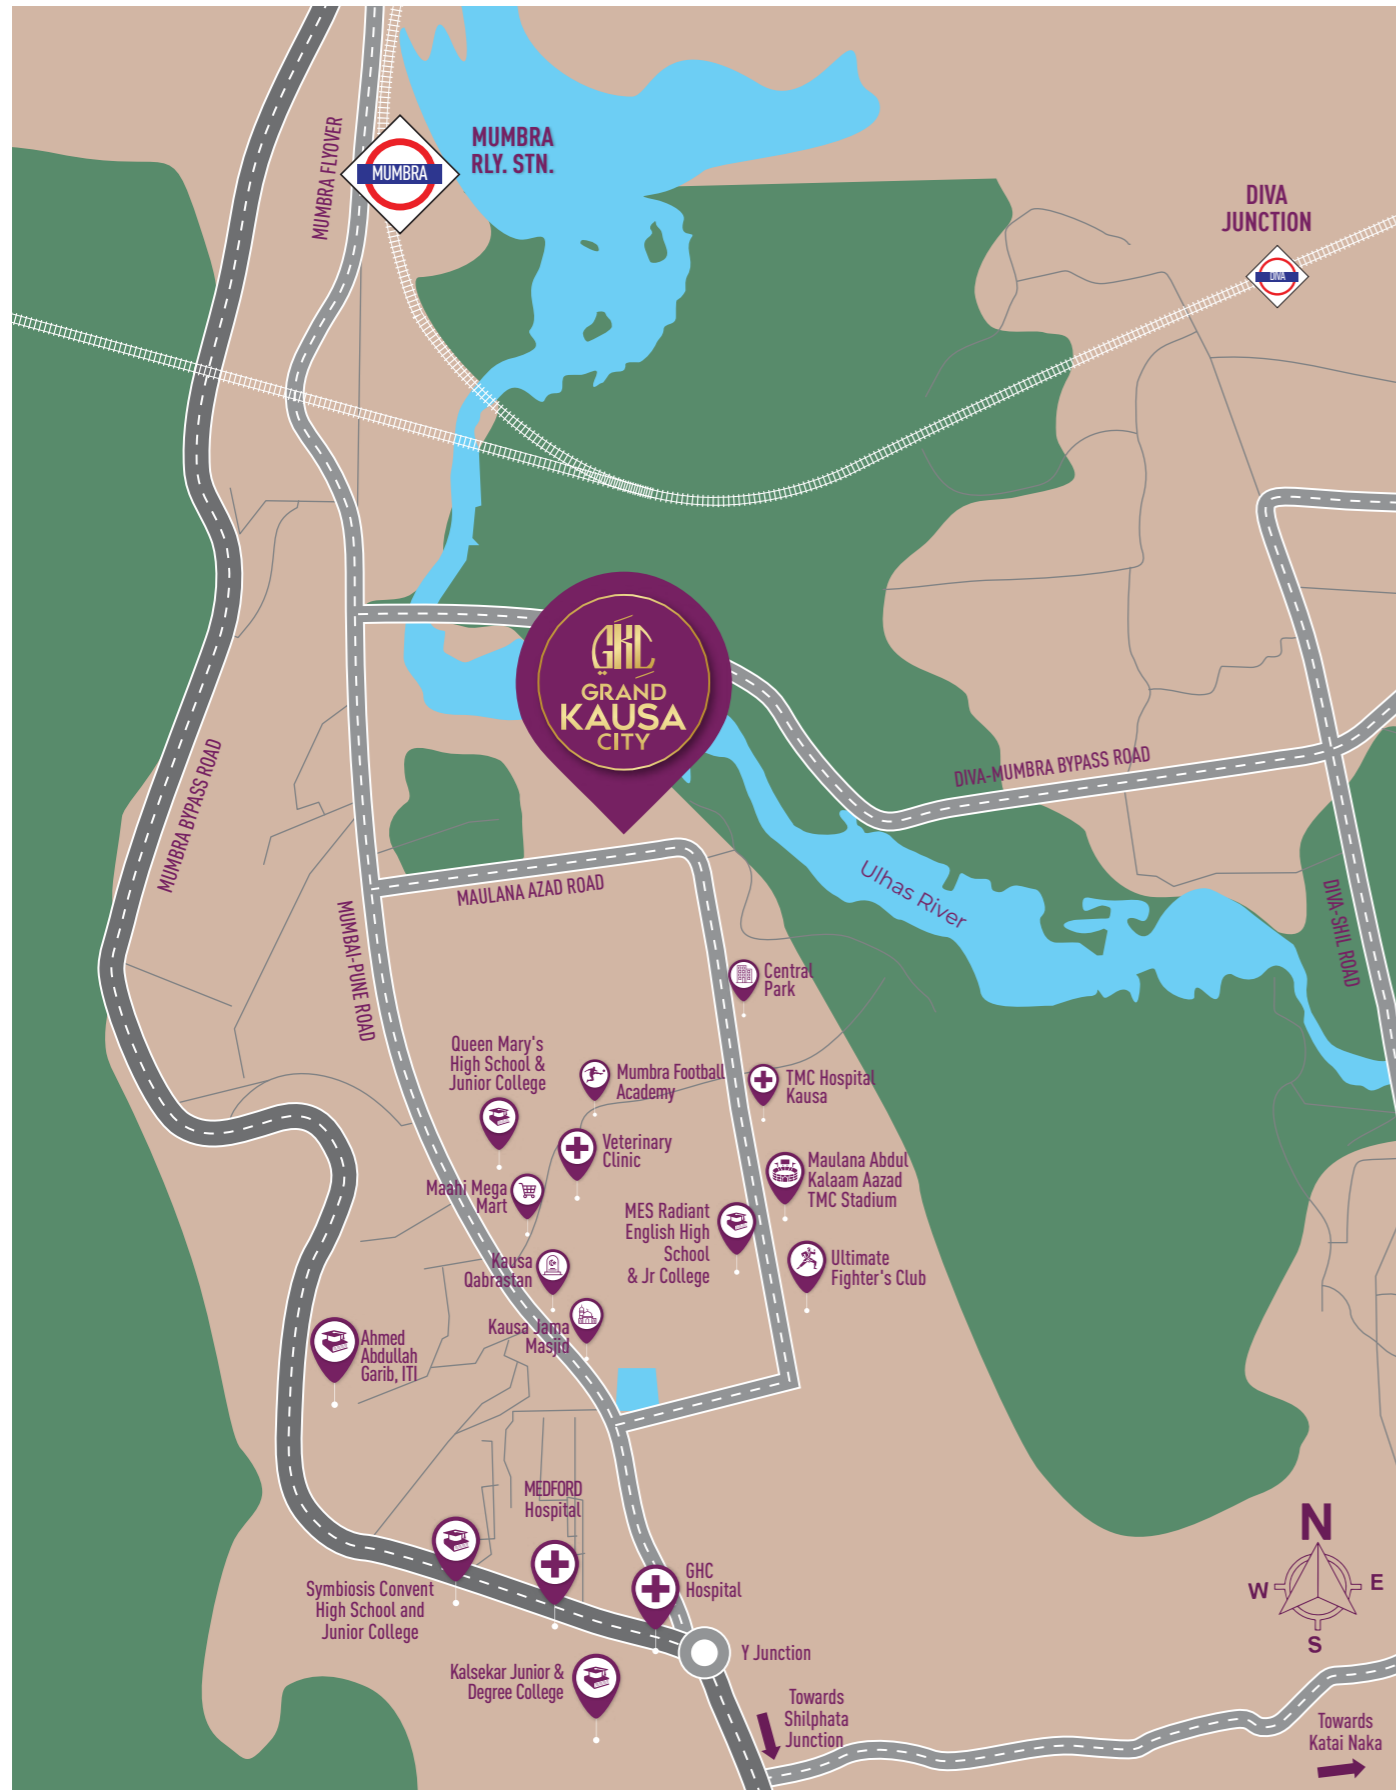 MUMBRA FLYOVER
MUMBRA
MUMBRA
RLY. STN.
DIVA
JUNCTION
DIVA
GKC
GRAND
KAUSA
CITY
MUMBRA BYPASS ROAD
DIVA-MUMBRA BYPASS ROAD
Ulhas River
MAULANA AZAD ROAD
MUMBAI-PUNE ROAD
DIVA-SHIL ROAD
Central
Park
Queen Mary's
High School &
Junior College
Mumbra Football
Academy
TMC Hospital
Kausa
Veterinary
Clinic
Maulana Abdul
Kalaam Aazad
TMC Stadium
Maahi Mega
Mart
MES Radiant
English High
School
& Jr College
Kausa
Qabrastan
Ultimate
Fighter's Club
Kausa Jama
Masjid
Ahmed
Abdullah
Garib, ITI
MEDFORD
Hospital
GHC
Hospital
Symbiosis Convent
High School and
Junior College
Y Junction
Kalsekar Junior &
Degree College
Towards
Shilphata
Junction
Towards
Katai Naka
N
W
E
S